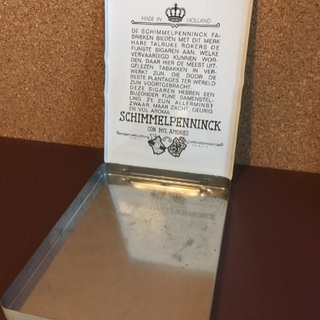 MADE IN HOLLAND
DE SCHIMMELPENNINCK FA-
BRIEKEN BIEDEN MET DIT MERK
HARE TALRIJKE ROKERS DE
FIJNSTE SIGAREN AAN, WELKE
VERVAARDIGD KUNNEN WOR-
DEN. DAAR HIER DE MEEST UIT-
GELEZEN TABAKKEN IN VER-
WERKT ZIJN, DIE DOOR DE
BESTE PLANTAGES TER WERELD
ZIJN VOORTGEBRACHT.
DEZE SIGAREN HEBBEN EEN
BIJZONDER FIJNE SAMENSTEL-
LING. ZE ZIJN ALLERMINST
ZWAAR, MAAR ZACHT, GEURIG
EN VOL AROMA.
SCHIMMELPENNINCK
CON MIL AMORES